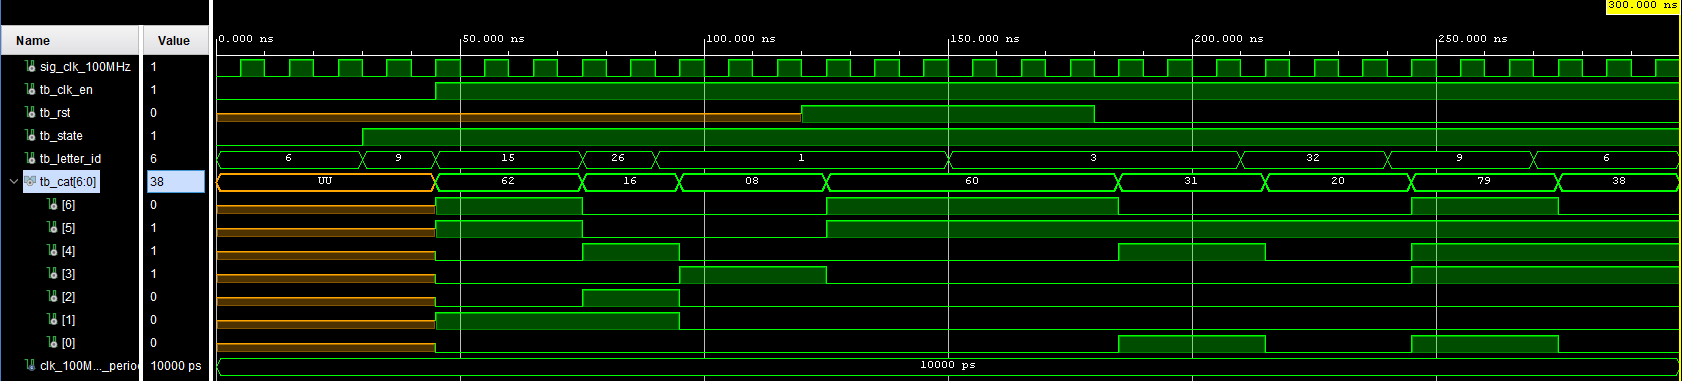 300.000 ns
Name Value 0.000 ns 50.000 ns 100.000 ns 150.000 ns 200.000 ns 250.000 ns
sig_clk_100MHz 1
tb_clk_en 1
tb_rst 0
tb_state 1
tb_letter_id 6 6 9 15 26 1 3 32 9 6
tb_cat[6:0] 38 UU 62 16 08 60 31 20 79 38
[6] 0
[5] 1
[4] 1
[3] 1
[2] 0
[1] 0
[0] 0
clk_100M..._perio 10000 ps 10000 ps